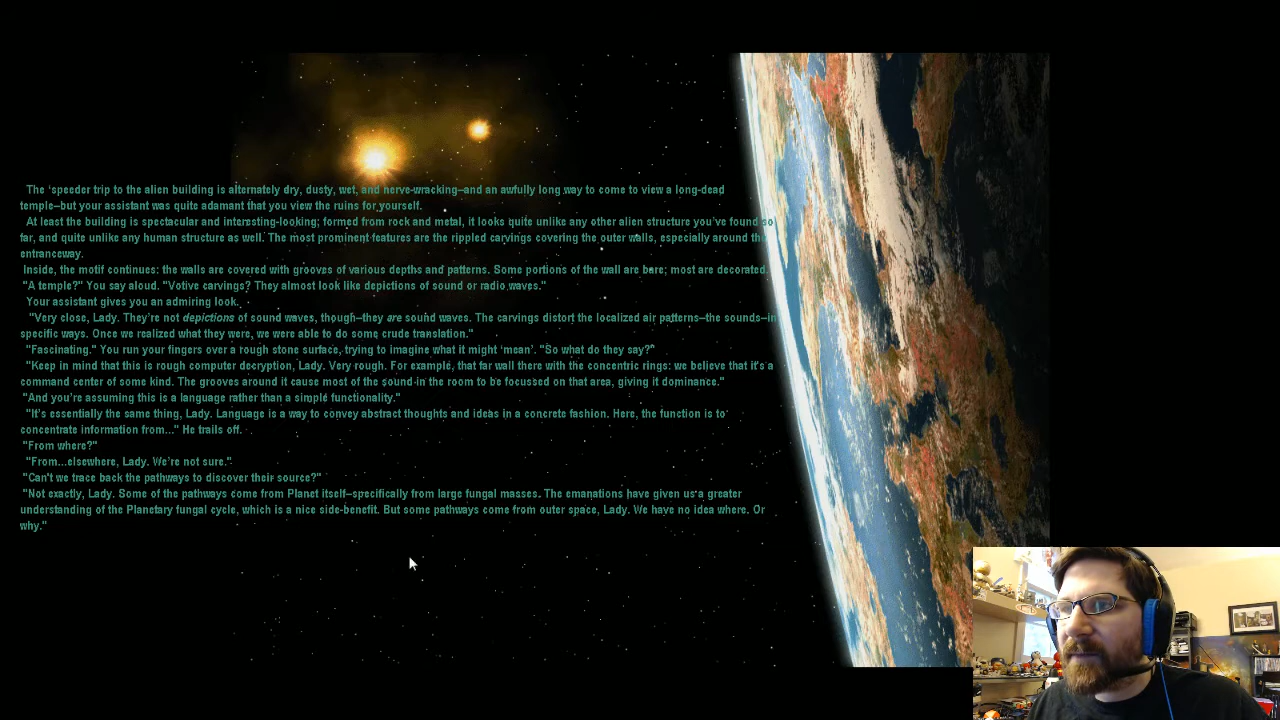 The 'speeder trip to the alien building is alternately dry, dusty, wet, and nerve-wracking–and an awfully long way to come to view a long-dead
temple–but your assistant was quite adamant that you view the ruins for yourself.
At least the building is spectacular and interesting-looking; formed from rock and metal, it looks quite unlike any other alien structure you've found so
far, and quite unlike any human structure as well. The most prominent features are the rippled carvings covering the outer walls, especially around the
entranceway.
Inside, the motif continues: the walls are covered with grooves of various depths and patterns. Some portions of the wall are bare; most are decorated.
"A temple?" You say aloud. "Votive carvings? They almost look like depictions of sound or radio waves."
Your assistant gives you an admiring look.
"Very close, Lady. They're not depictions of sound waves, though–they are sound waves. The carvings distort the localized air patterns–the sounds–in
specific ways. Once we realized what they were, we were able to do some crude translation."
"Fascinating." You run your fingers over a rough stone surface, trying to imagine what it might 'mean'. "So what do they say?"
"Keep in mind that this is rough computer decryption, Lady. Very rough. For example, that far wall there with the concentric rings: we believe that it's a
command center of some kind. The grooves around it cause most of the sound-in the room to be focussed on that area, giving it dominance."
"And you're assuming this is a language rather than a simple functionality."
"It's essentially the same thing, Lady. Language is a way to convey abstract thoughts and ideas in a concrete fashion. Here, the function is to
concentrate information from..." He trails off.
"From where?"
"From...elsewhere, Lady. We're not sure."
"Can't we trace back the pathways to discover their source?"
"Not exactly, Lady. Some of the pathways come from Planet itself–specifically from large fungal masses. The emanations have given us a greater
understanding of the Planetary fungal cycle, which is a nice side-benefit. But some pathways come from outer space, Lady. We have no idea where. Or
why."